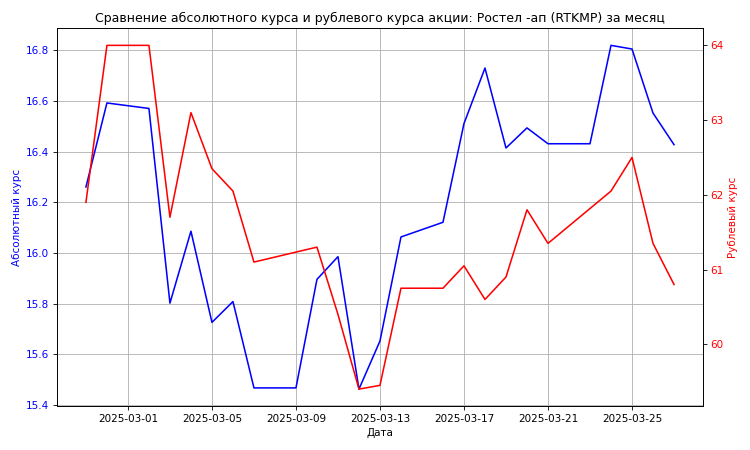 Сравнение абсолютного курса и рублевого курса акции: Ростел -ап (RTKMP) за месяц
16.8
16.6
16.4
16.2
16.0
15.8
15.6
15.4
Абсолютный курс
64
63
62
61
60
Рублевый курс
2025-03-01 2025-03-05 2025-03-09 2025-03-13 2025-03-17 2025-03-21 2025-03-25
Дата